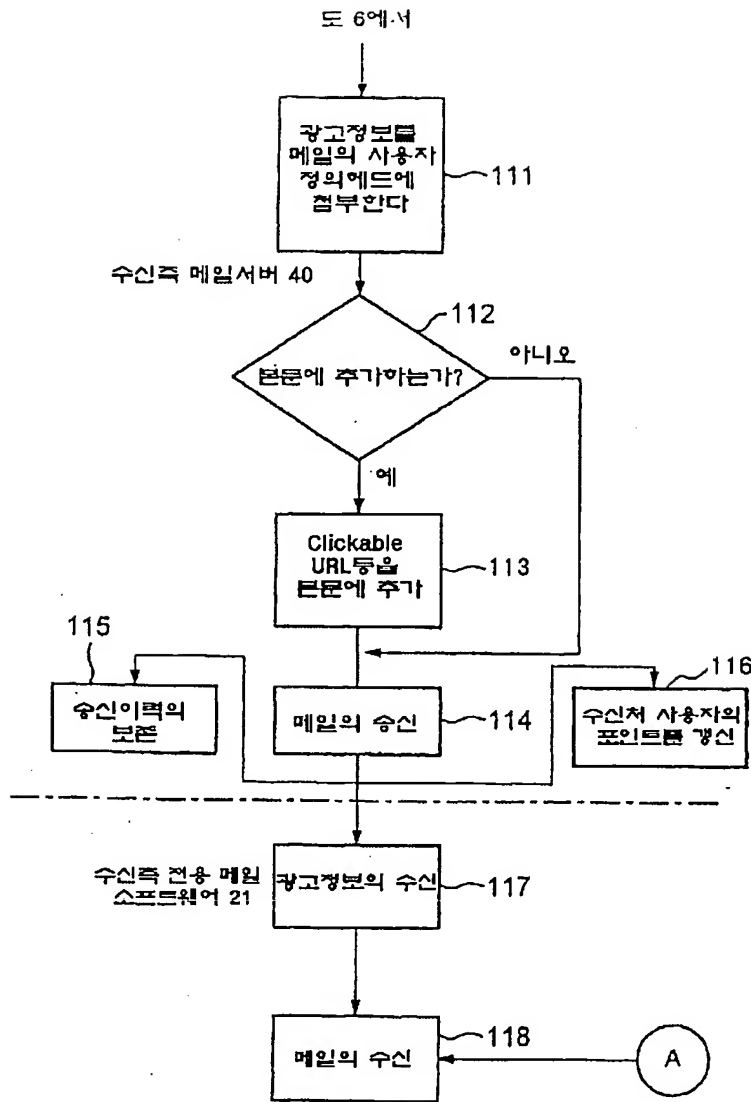 도 6에서
광고정보를
메일의 사용자
정의헤드에
첨부한다
111
수신측 메일서버 40
112
본문에 추가하는가?
아니오
예
Clickable
URL등을
본문에 추가
113
115
송신이력의
보존
메일의 송신
114
116
수신처 사용자의
포인트를 갱신
수신측 전용 메일
소프트웨어 21
광고정보의 수신
117
메일의 수신
118
A